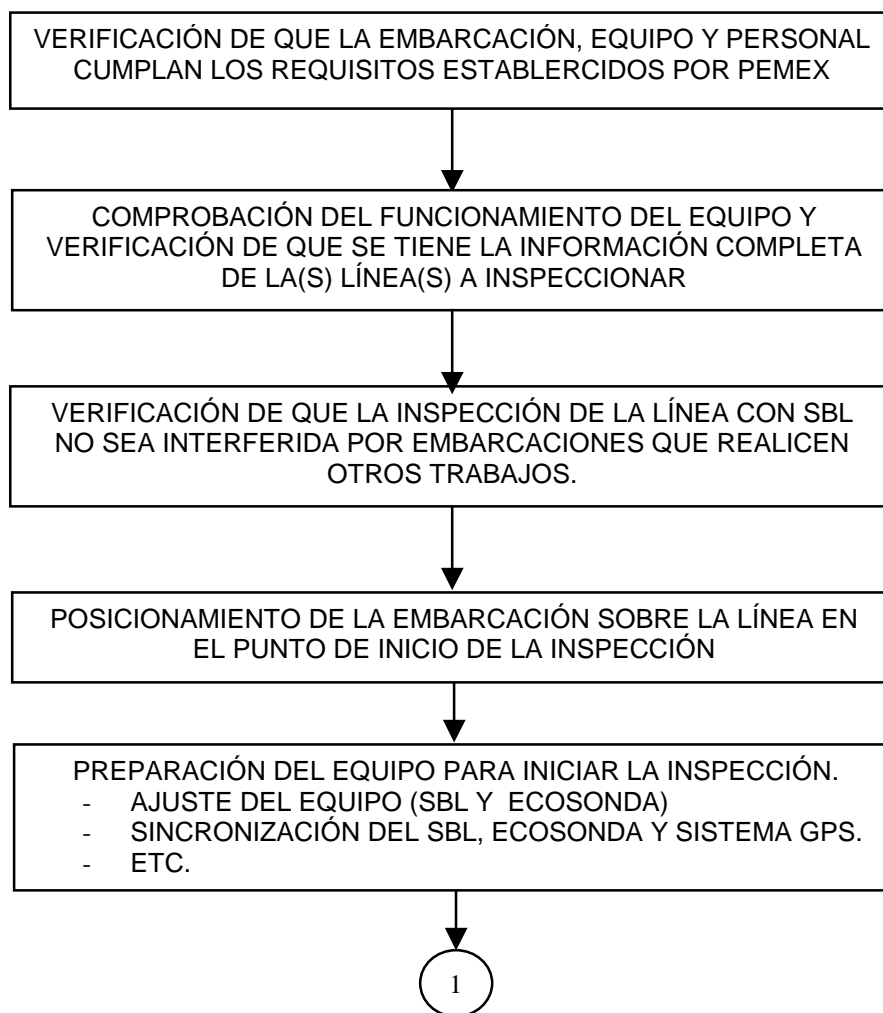 VERIFICACIÓN DE QUE LA EMBARCACIÓN, EQUIPO Y PERSONAL
CUMPLAN LOS REQUISITOS ESTABLERCIDOS POR PEMEX
COMPROBACIÓN DEL FUNCIONAMIENTO DEL EQUIPO Y
VERIFICACIÓN DE QUE SE TIENE LA INFORMACIÓN COMPLETA
DE LA(S) LÍNEA(S) A INSPECCIONAR
VERIFICACIÓN DE QUE LA INSPECCIÓN DE LA LÍNEA CON SBL
NO SEA INTERFERIDA POR EMBARCACIONES QUE REALICEN
OTROS TRABAJOS.
POSICIONAMIENTO DE LA EMBARCACIÓN SOBRE LA LÍNEA EN
EL PUNTO DE INICIO DE LA INSPECCIÓN
PREPARACIÓN DEL EQUIPO PARA INICIAR LA INSPECCIÓN.
- AJUSTE DEL EQUIPO (SBL Y ECOSONDA)
- SINCRONIZACIÓN DEL SBL, ECOSONDA Y SISTEMA GPS.
- ETC.
1